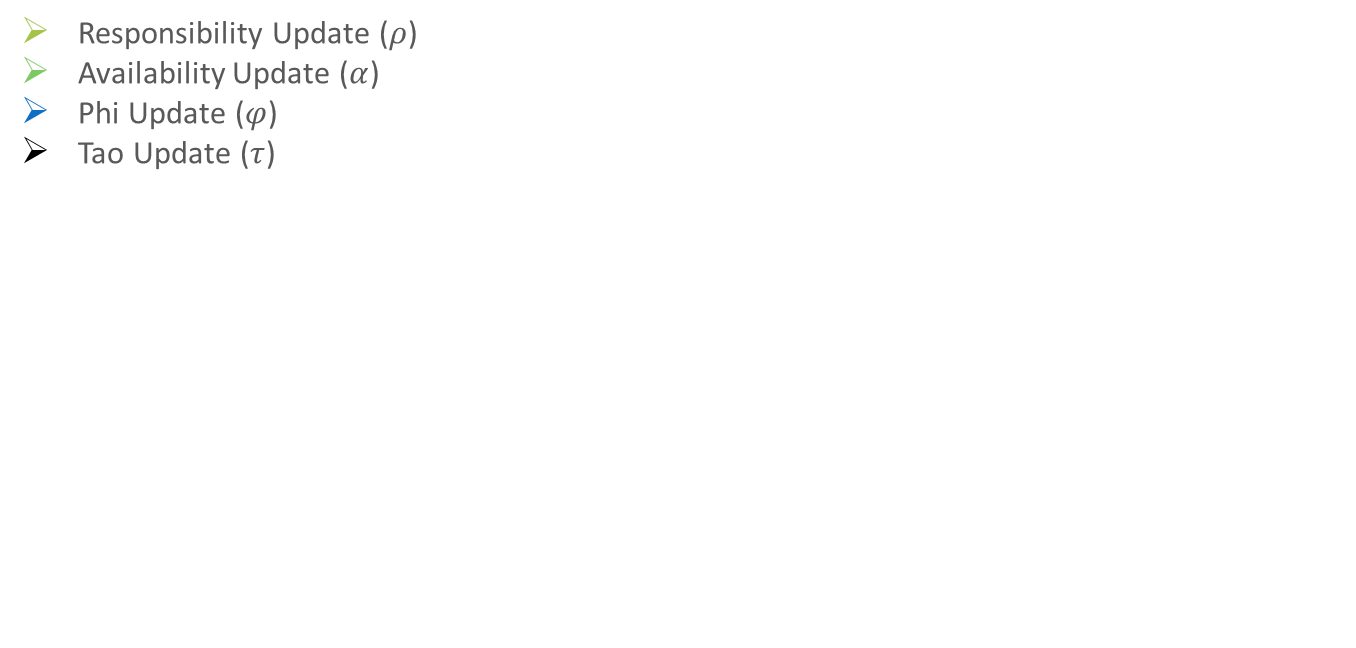 Responsibility Update (ρ)
Availability Update (α)
Phi Update (φ)
Tao Update (τ)